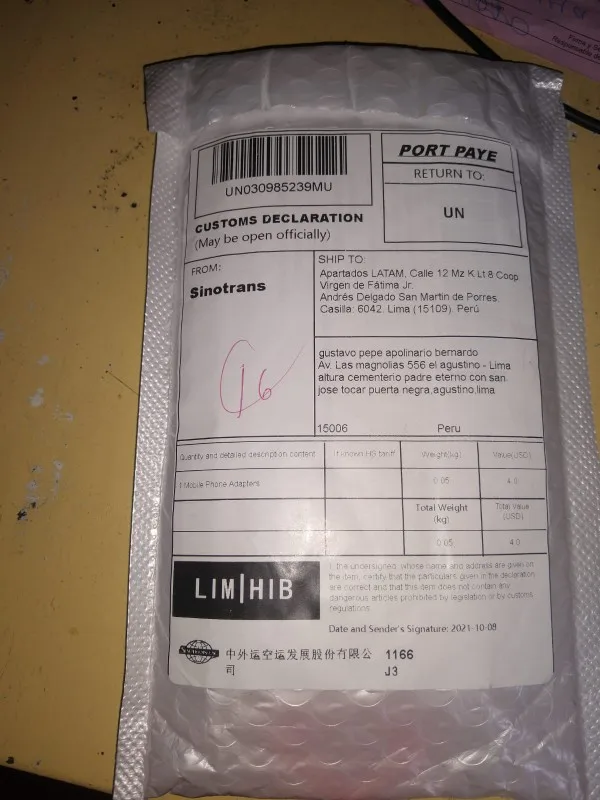 UN030985239MU
CUSTOMS DECLARATION
(May be open officially)
PORT PAYE
RETURN TO:
UN
FROM:
Sinotrans
16
SHIP TO:
Apartados LATAM, Calle 12 Mz K Lt 8 Coop
Virgen de Fátima Jr.
Andrés Delgado San Martin de Porres.
Casilla: 6042. Lima (15109). Perú
gustavo pepe apolinario bernardo
Av. Las magnolias 556 el agustino - Lima
altura cementerio padre eterno con san
jose tocar puerta negra,agustino,lima
15006 Peru
Quantity and detailed description content If known HS tariff Weight(kg) Value(USD)
1 Mobile Phone Adapters 0.05 4.0
Total Weight (kg) Total Value (USD)
0.05 4.0
LIM|HIB
I, the undersigned, whose name and address are given on
the item, certify that the particulars given in the declaration
are correct and that this item does not contain any
dangerous articles prohibited by legislation or by customs
regulations.
Date and Sender's Signature: 2021-10-08
中外运空运发展股份有限公
司
1166
J3